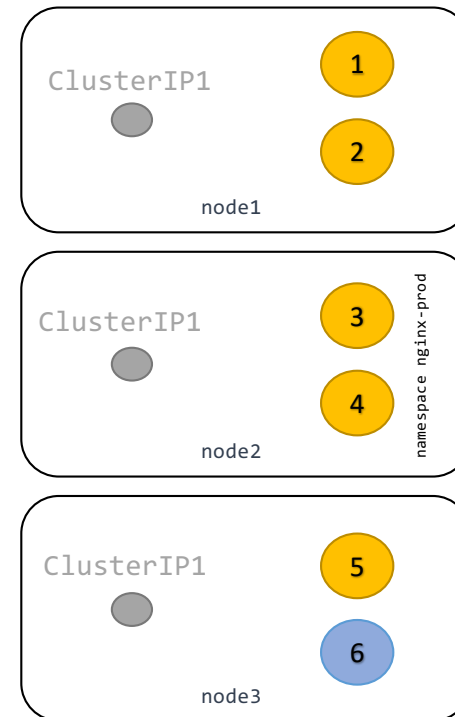 1
ClusterIP1
2
node1
3
ClusterIP1
namespace nginx-prod
4
node2
5
ClusterIP1
6
node3